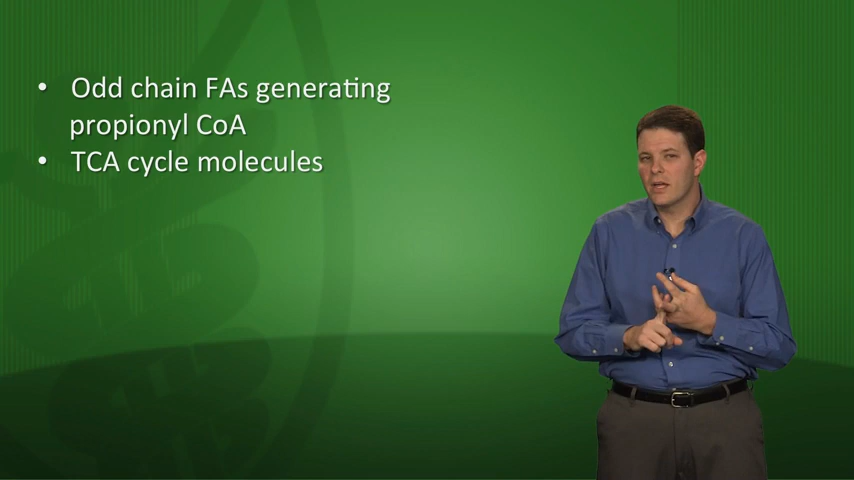 • Odd chain FAs generating
propionyl CoA
• TCA cycle molecules